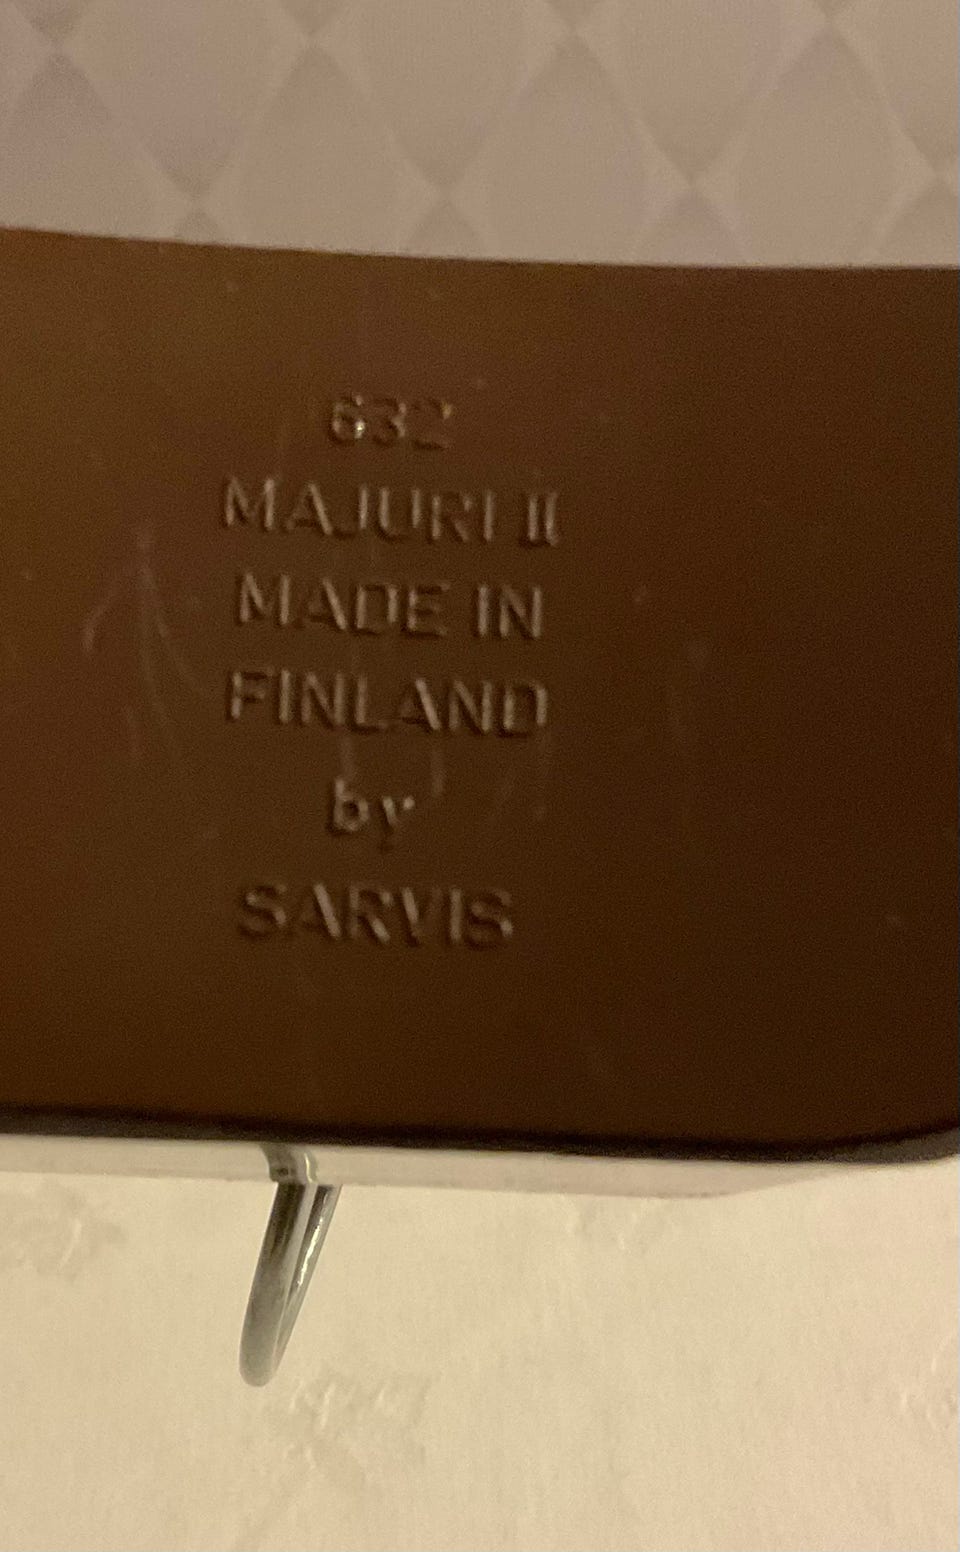 632
MAJURI II
MADE IN
FINLAND
by
SARVIS